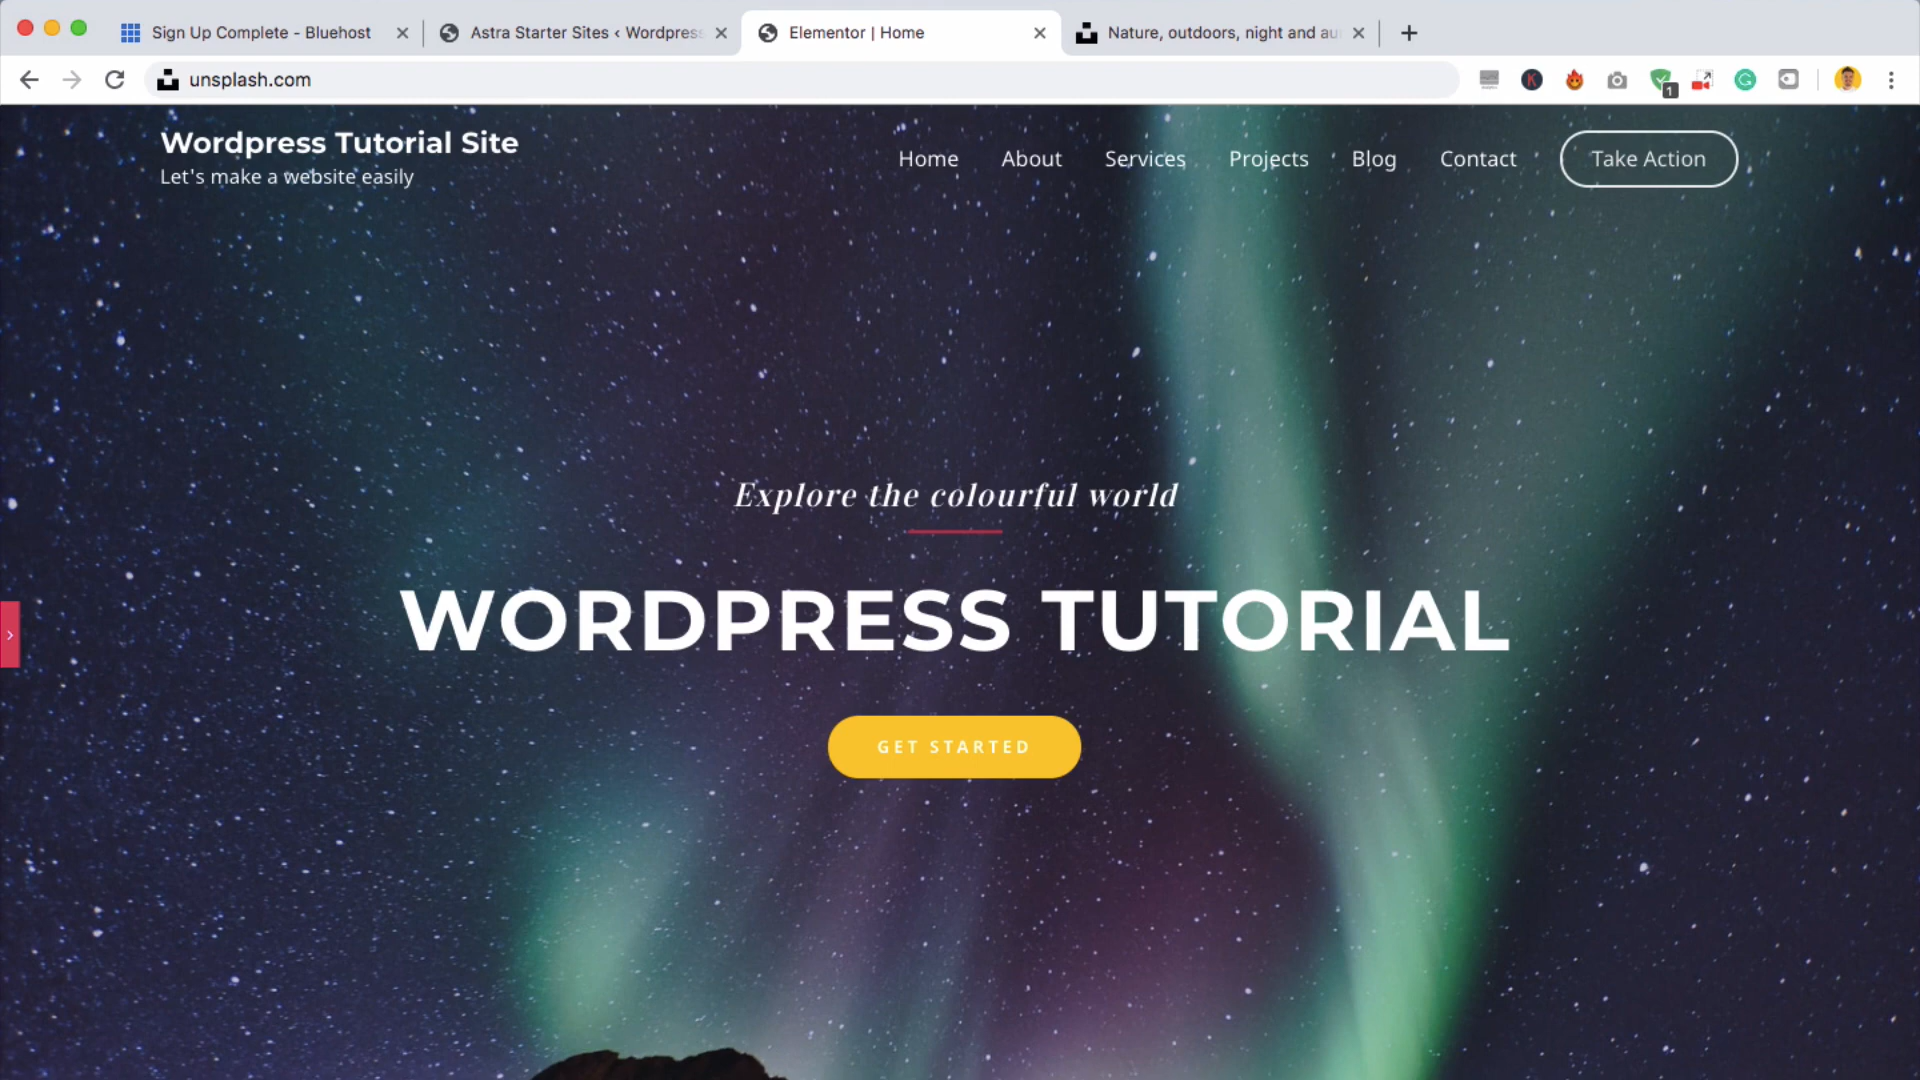 Sign Up Complete - Bluehost
Astra Starter Sites ‹ Wordpress
Elementor | Home
Nature, outdoors, night and au
unsplash.com
1
Wordpress Tutorial Site
Let's make a website easily
Home
About
Services
Projects
Blog
Contact
Take Action
Explore the colourful world
WORDPRESS TUTORIAL
GET STARTED